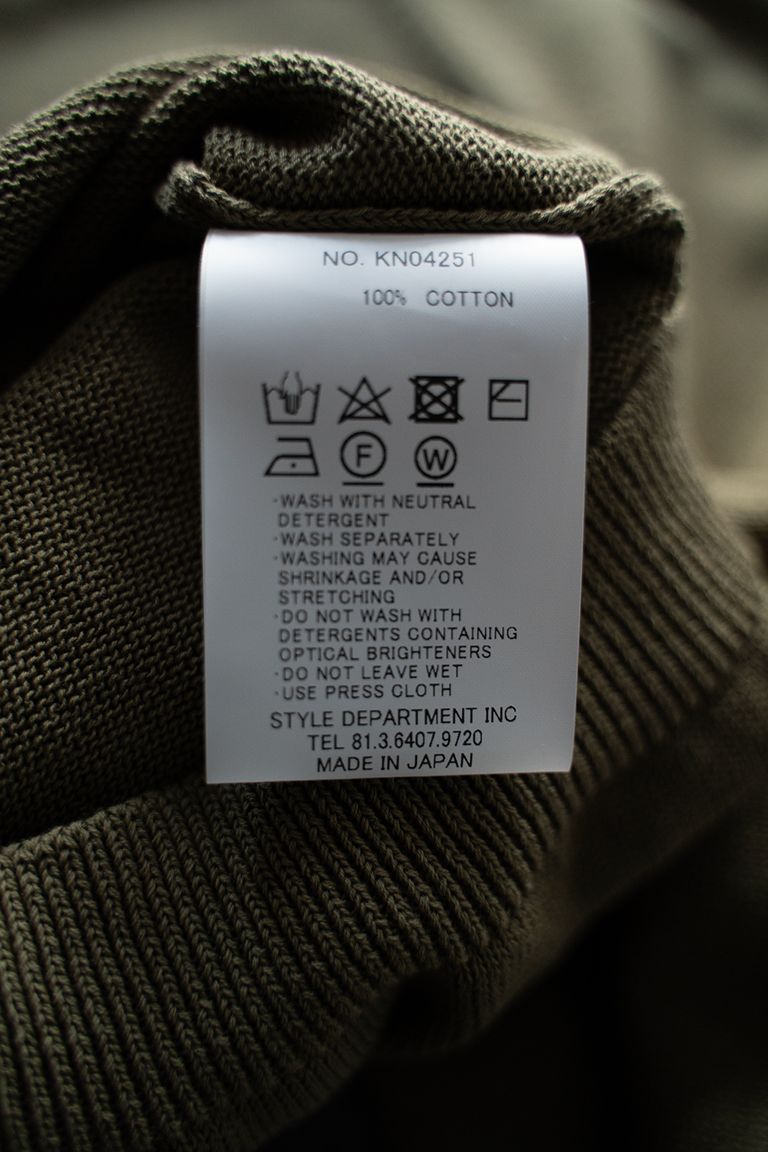 NO. KN04251
100% COTTON
F W
·WASH WITH NEUTRAL
DETERGENT
·WASH SEPARATELY
·WASHING MAY CAUSE
SHRINKAGE AND/OR
STRETCHING
·DO NOT WASH WITH
DETERGENTS CONTAINING
OPTICAL BRIGHTENERS
·DO NOT LEAVE WET
·USE PRESS CLOTH
STYLE DEPARTMENT INC
TEL 81.3.6407.9720
MADE IN JAPAN